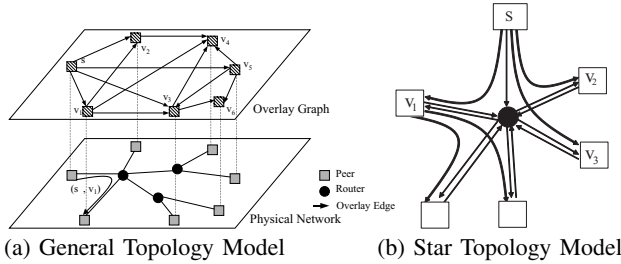 s
v2
v4
v5
v1
v3
v6
Overlay Graph
(s , v1)
Peer
Router
Overlay Edge
Physical Network
(a) General Topology Model
S
V1
V2
V3
(b) Star Topology Model